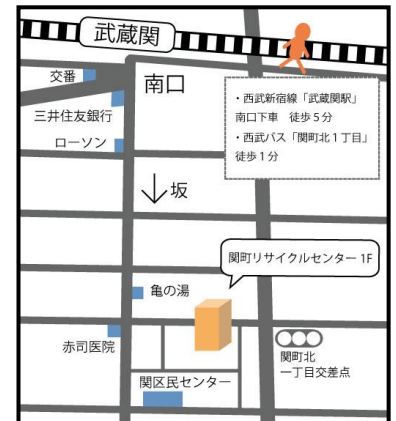 武蔵関
交番
南口
三井住友銀行
ローソン
・西武新宿線「武蔵関駅」
南口下車 徒歩５分
・西武バス「関町北１丁目」
徒歩１分
坂
関町リサイクルセンター 1F
亀の湯
赤司医院
関町北
一丁目交差点
関区民センター